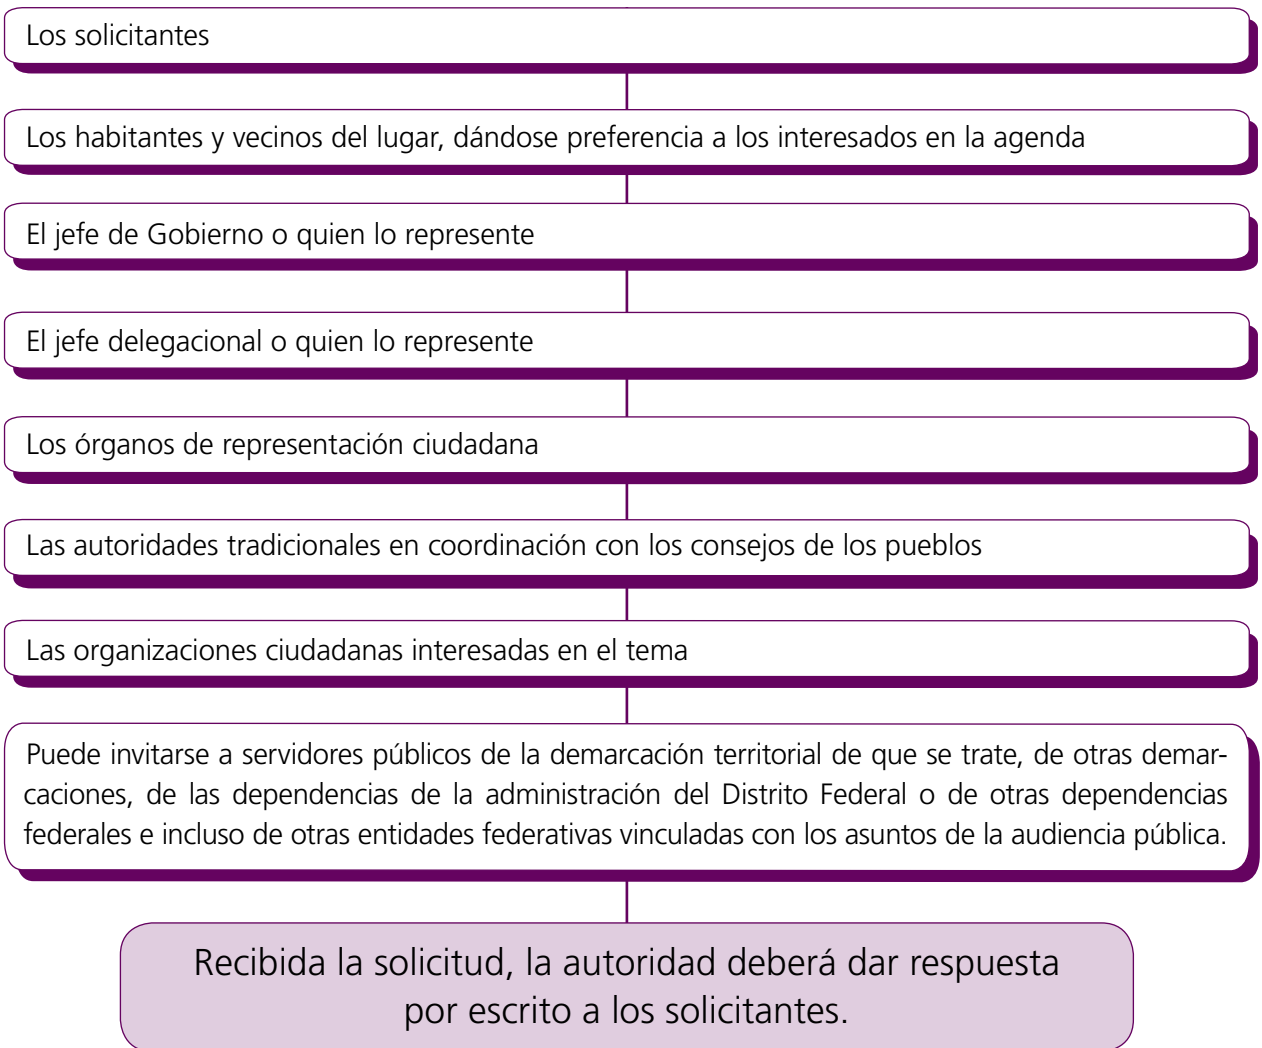 Los solicitantes
Los habitantes y vecinos del lugar, dándose preferencia a los interesados en la agenda
El jefe de Gobierno o quien lo represente
El jefe delegacional o quien lo represente
Los órganos de representación ciudadana
Las autoridades tradicionales en coordinación con los consejos de los pueblos
Las organizaciones ciudadanas interesadas en el tema
Puede invitarse a servidores públicos de la demarcación territorial de que se trate, de otras demar-
caciones, de las dependencias de la administración del Distrito Federal o de otras dependencias
federales e incluso de otras entidades federativas vinculadas con los asuntos de la audiencia pública.
Recibida la solicitud, la autoridad deberá dar respuesta
por escrito a los solicitantes.